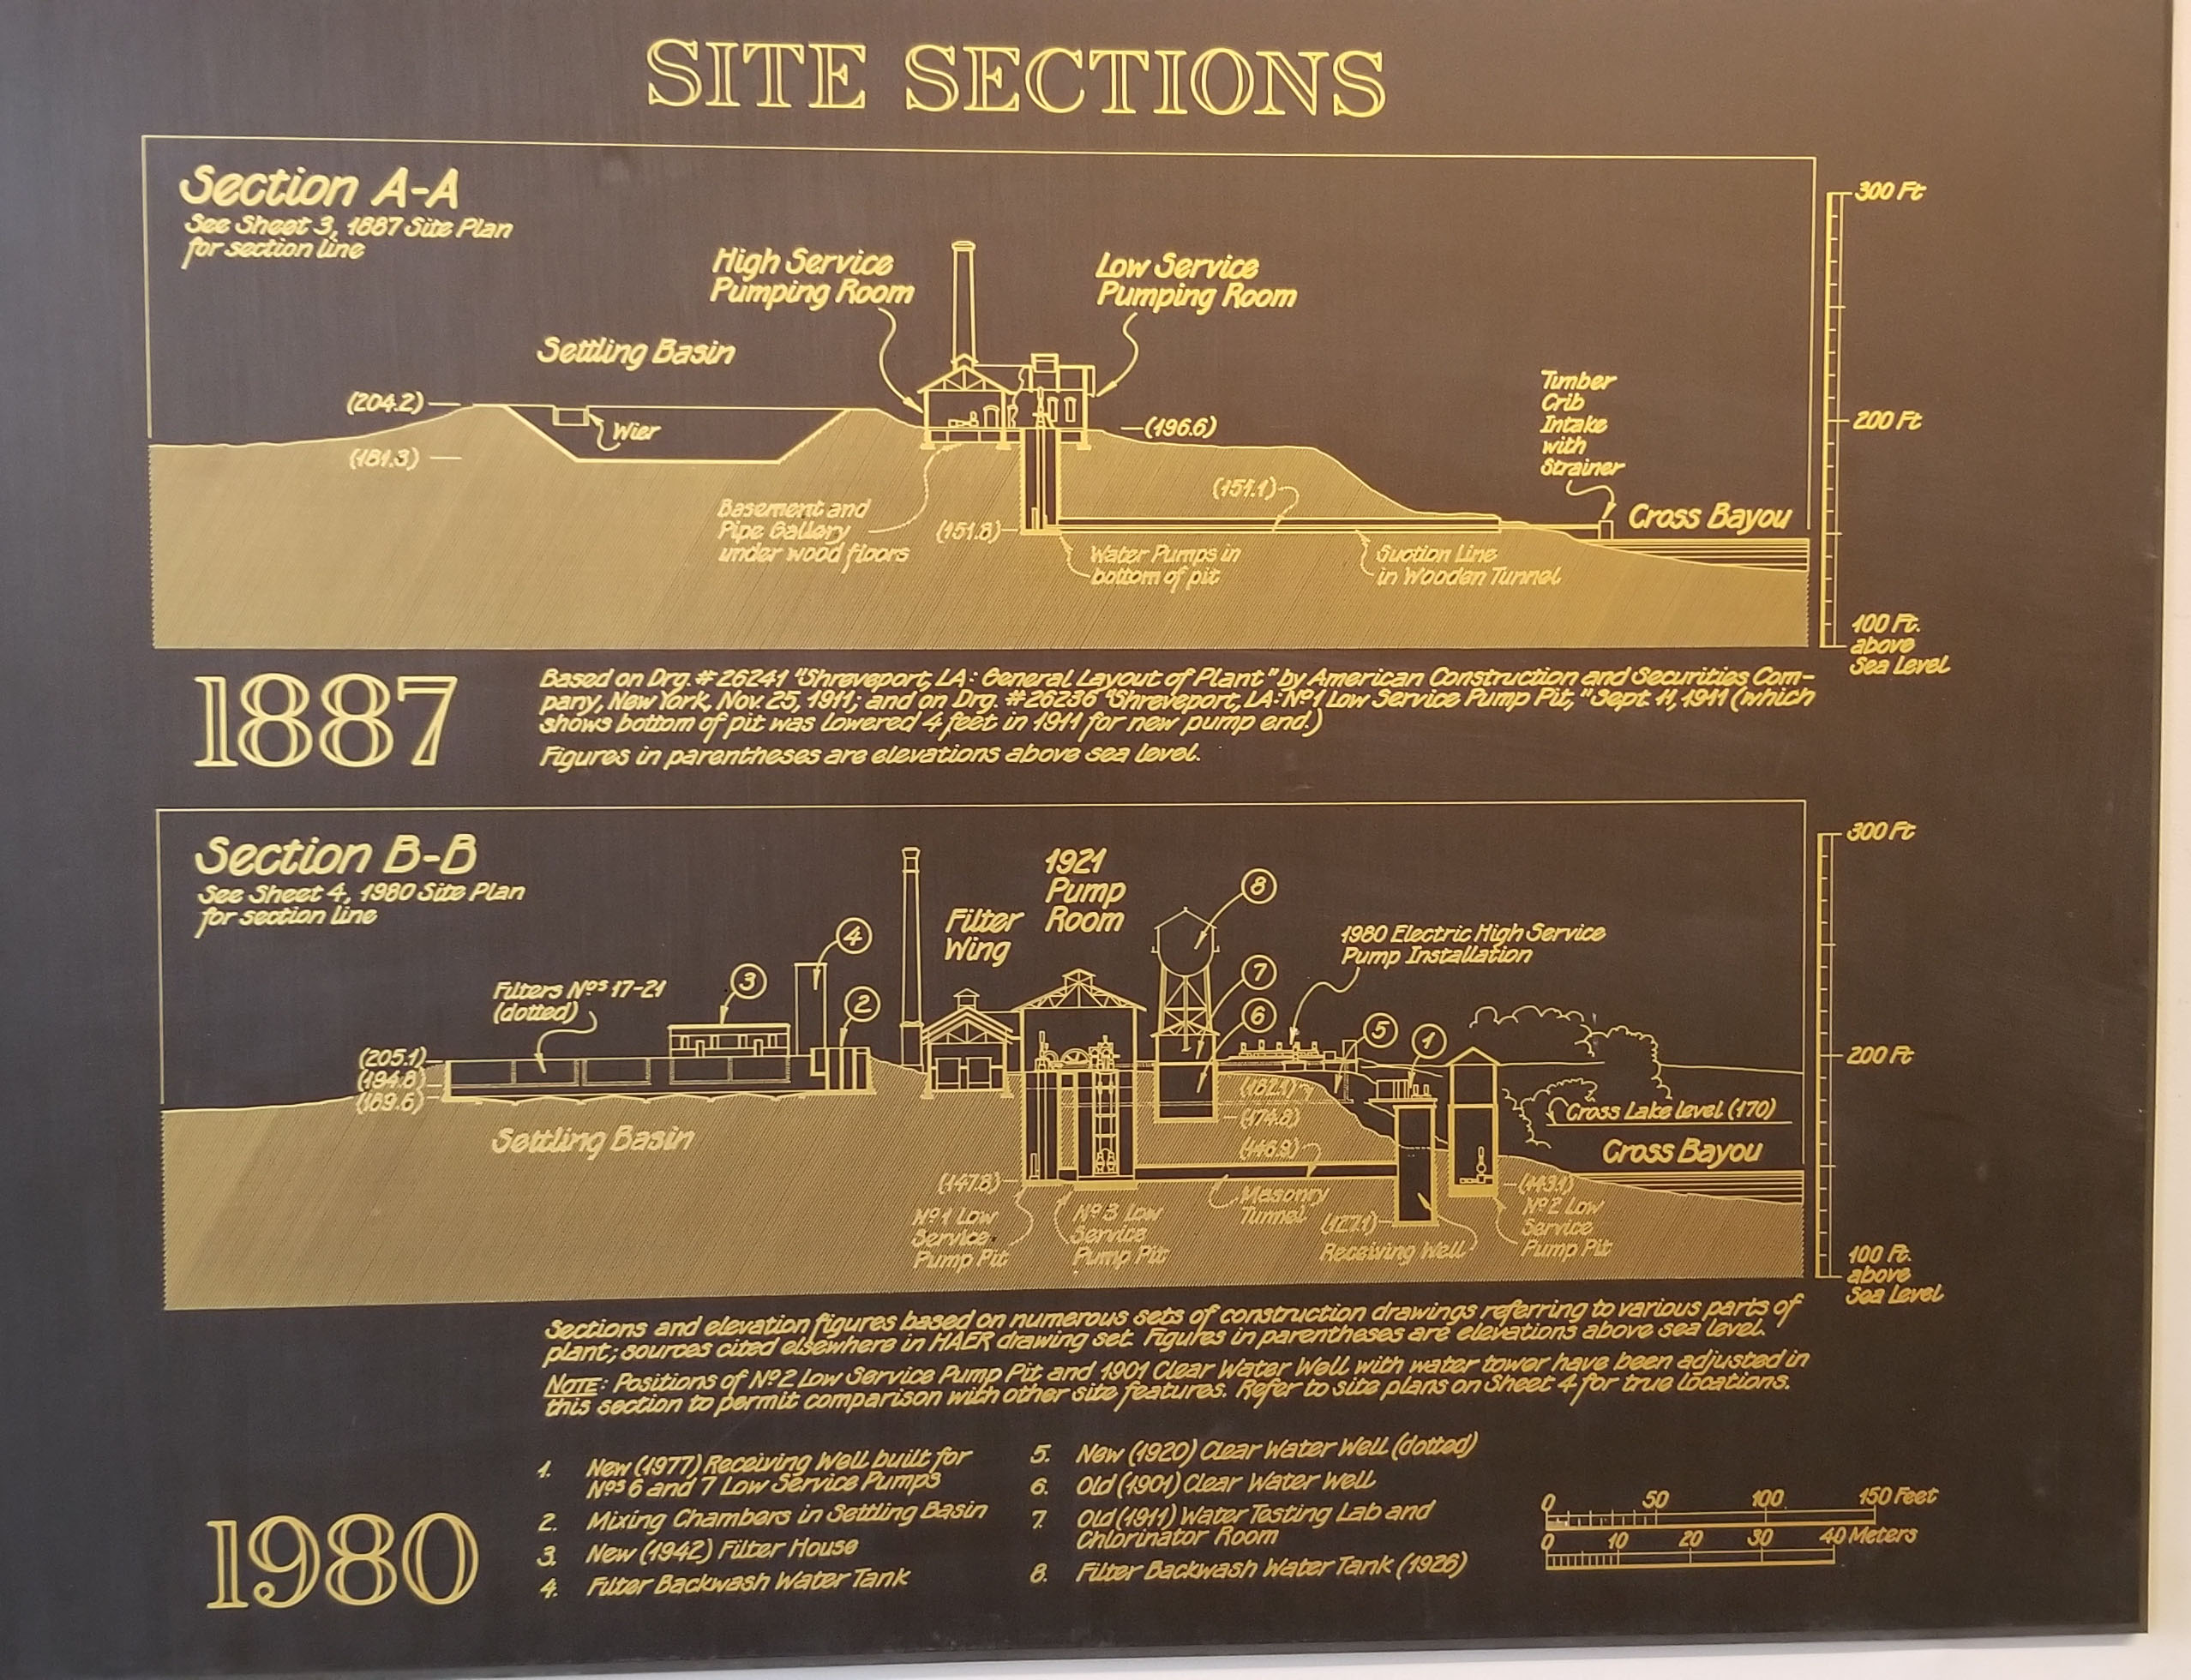 SITE SECTIONS
Section A-A
See Sheet 3, 1887 Site Plan
for section line
High Service
Pumping Room
Low Service
Pumping Room
Settling Basin
(204.2)
Wier
(181.3)
(196.6)
Timber
Crib
Intake
with
Strainer
(151.1)
Cross Bayou
Basement and
Pipe Gallery
under wood floors
(151.8)
Water Pumps in
bottom of pit
Suction Line
in Wooden Tunnel
300 Ft
200 Ft
100 Ft.
above
Sea Level
1887
Based on Drg. #26241 "Shreveport, LA: General Layout of Plant" by American Construction and Securities Com-
pany, New York, Nov. 25, 1911; and on Drg. #26236 "Shreveport, LA: Nº1 Low Service Pump Pit," Sept. 11, 1911 (which
shows bottom of pit was lowered 4 feet in 1911 for new pump end.)
Figures in parentheses are elevations above sea level.
Section B-B
See Sheet 4, 1980 Site Plan
for section line
Filters Nos 17-21
(dotted)
3
4
2
Filter
Wing
1921
Pump
Room
8
7
6
1980 Electric High Service
Pump Installation
5
1
(205.1)
(194.8)
(189.6)
Settling Basin
(182.1)
(174.8)
(146.9)
Cross Lake level (170)
Cross Bayou
(147.8)
Nº1 Low
Service
Pump Pit
Nº3 Low
Service
Pump Pit
Masonry
Tunnel
(127.1)
Receiving Well
(143.1)
Nº2 Low
Service
Pump Pit
300 Ft
200 Ft
100 Ft.
above
Sea Level
Sections and elevation figures based on numerous sets of construction drawings referring to various parts of
plant; sources cited elsewhere in HAER drawing set. Figures in parentheses are elevations above sea level.
NOTE: Positions of Nº2 Low Service Pump Pit and 1901 Clear Water Well with water tower have been adjusted in
this section to permit comparison with other site features. Refer to site plans on Sheet 4 for true locations.
1980
1. New (1977) Receiving Well built for
Nos 6 and 7 Low Service Pumps
2. Mixing Chambers in Settling Basin
3. New (1942) Filter House
4. Filter Backwash Water Tank
5. New (1920) Clear Water Well (dotted)
6. Old (1901) Clear Water Well
7. Old (1911) Water Testing Lab and
Chlorinator Room
8. Filter Backwash Water Tank (1926)
0 50 100 150 Feet
0 10 20 30 40 Meters